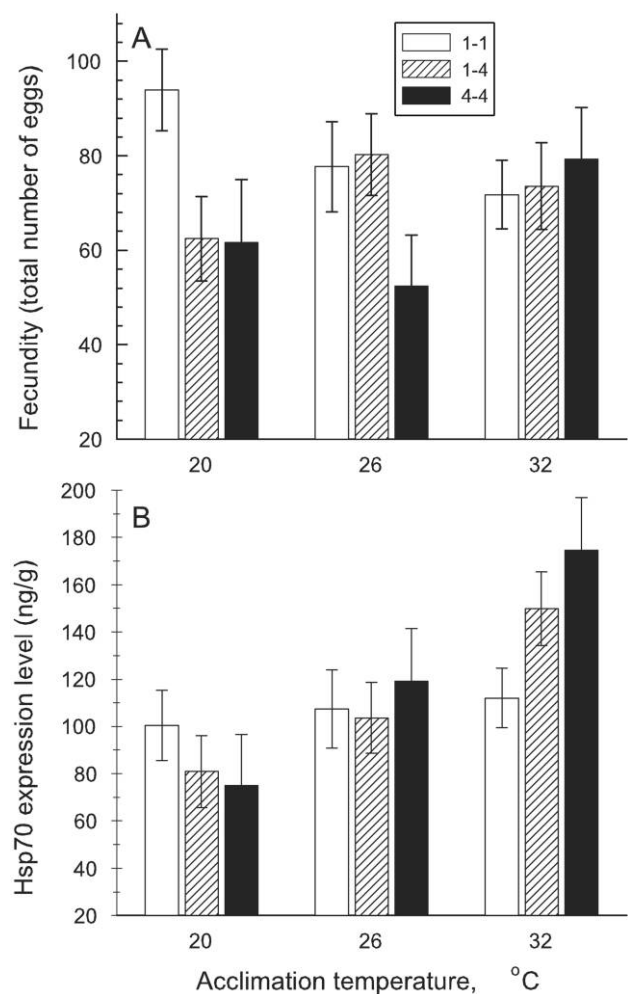 A
1-1
1-4
4-4
Fecundity (total number of eggs)
100
80
60
40
20
20 26 32
B
Hsp70 expression level (ng/g)
200
180
160
140
120
100
80
60
40
20
20 26 32
Acclimation temperature, °C